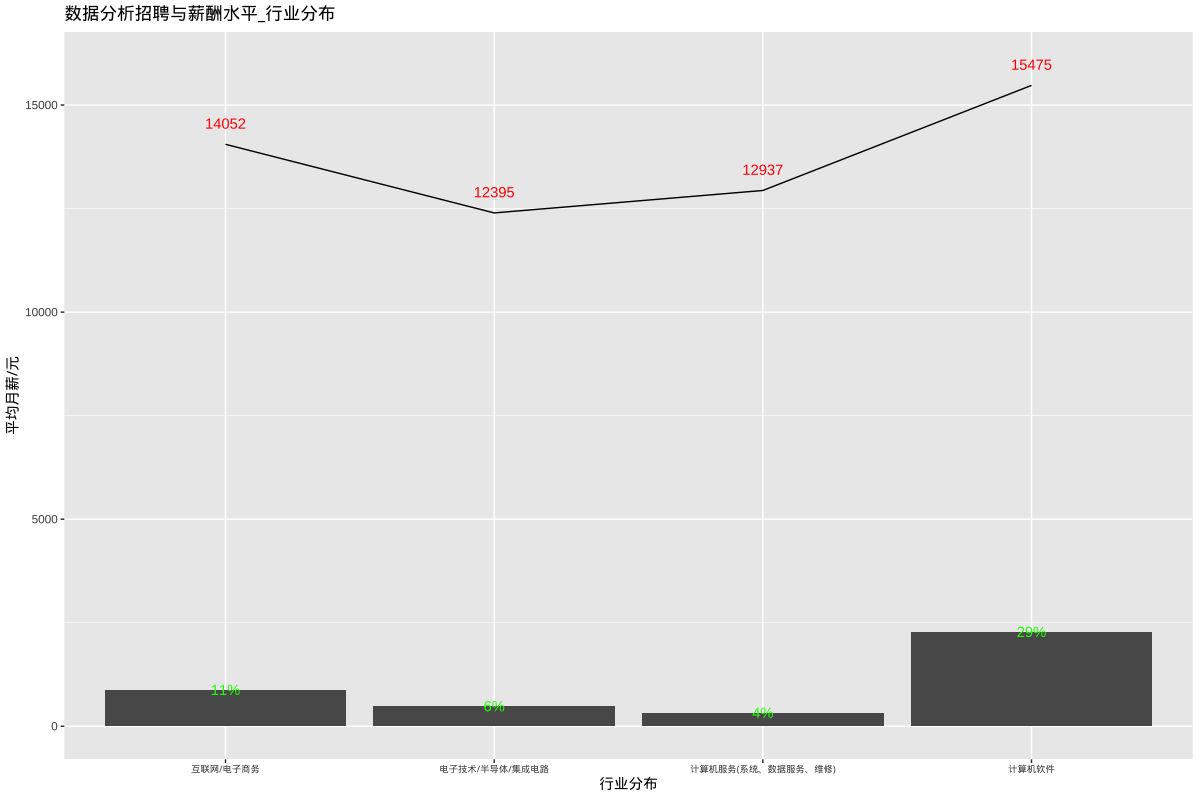 数据分析招聘与薪酬水平_行业分布
15475
14052
12937
12395
15000
10000
5000
0
平均月薪/元
29%
11%
6%
4%
互联网/电子商务
电子技术/半导体/集成电路
计算机服务(系统、数据服务、维修)
计算机软件
行业分布